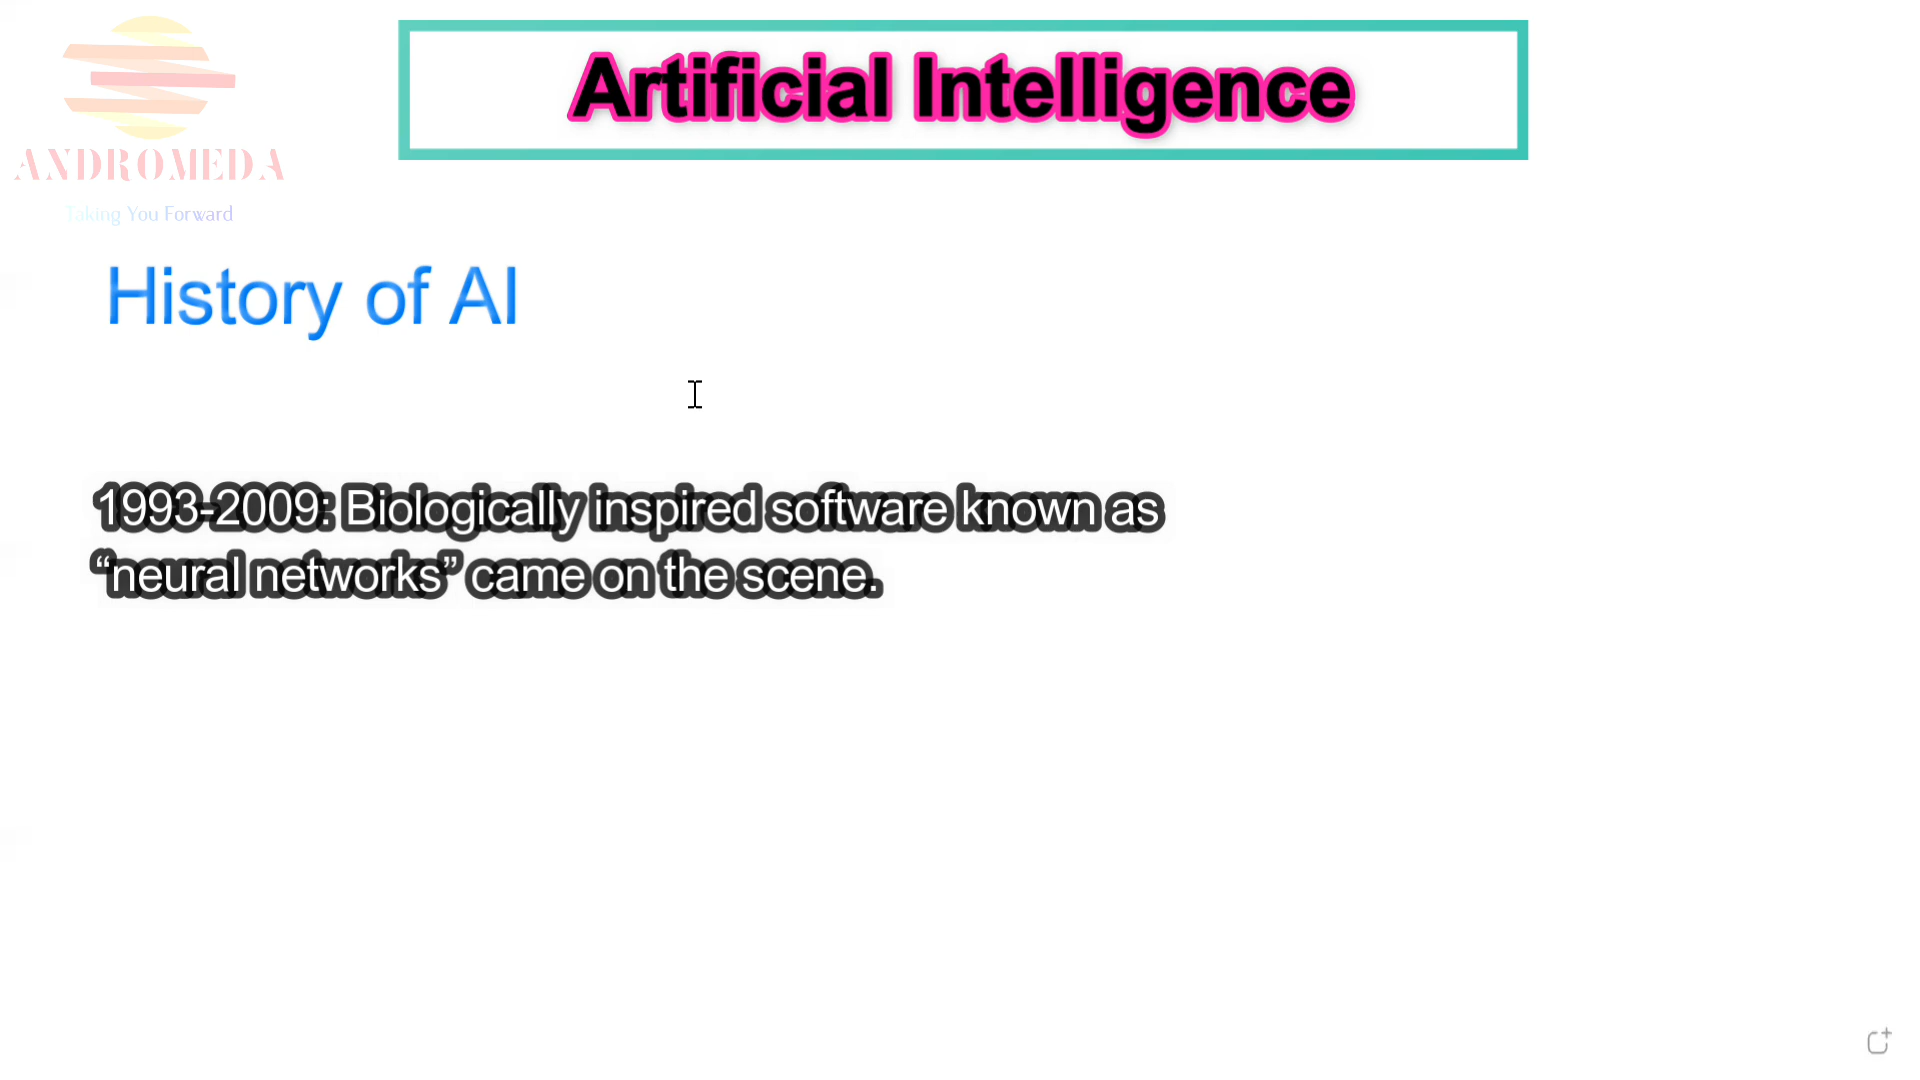 Artificial Intelligence
ANDROMEDA
Taking You Forward
History of AI
1993-2009: Biologically inspired software known as
“neural networks” came on the scene.